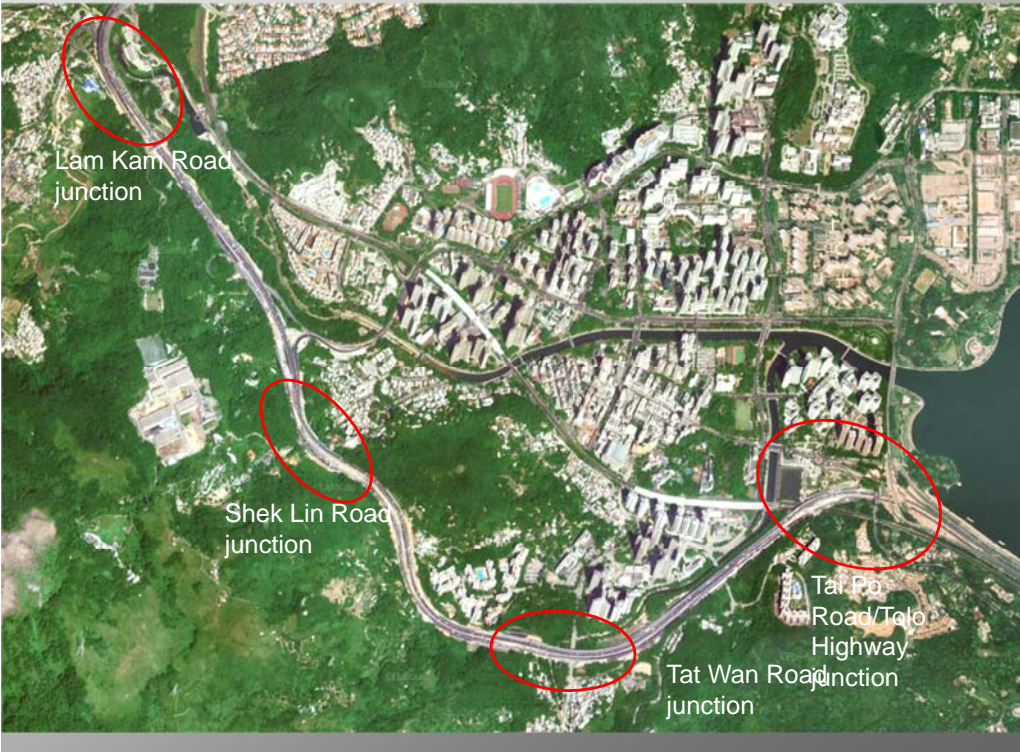 Lam Kam Road
junction
Shek Lin Road
junction
Tai Po
Road/Tolo
Highway
junction
Tat Wan Road
junction